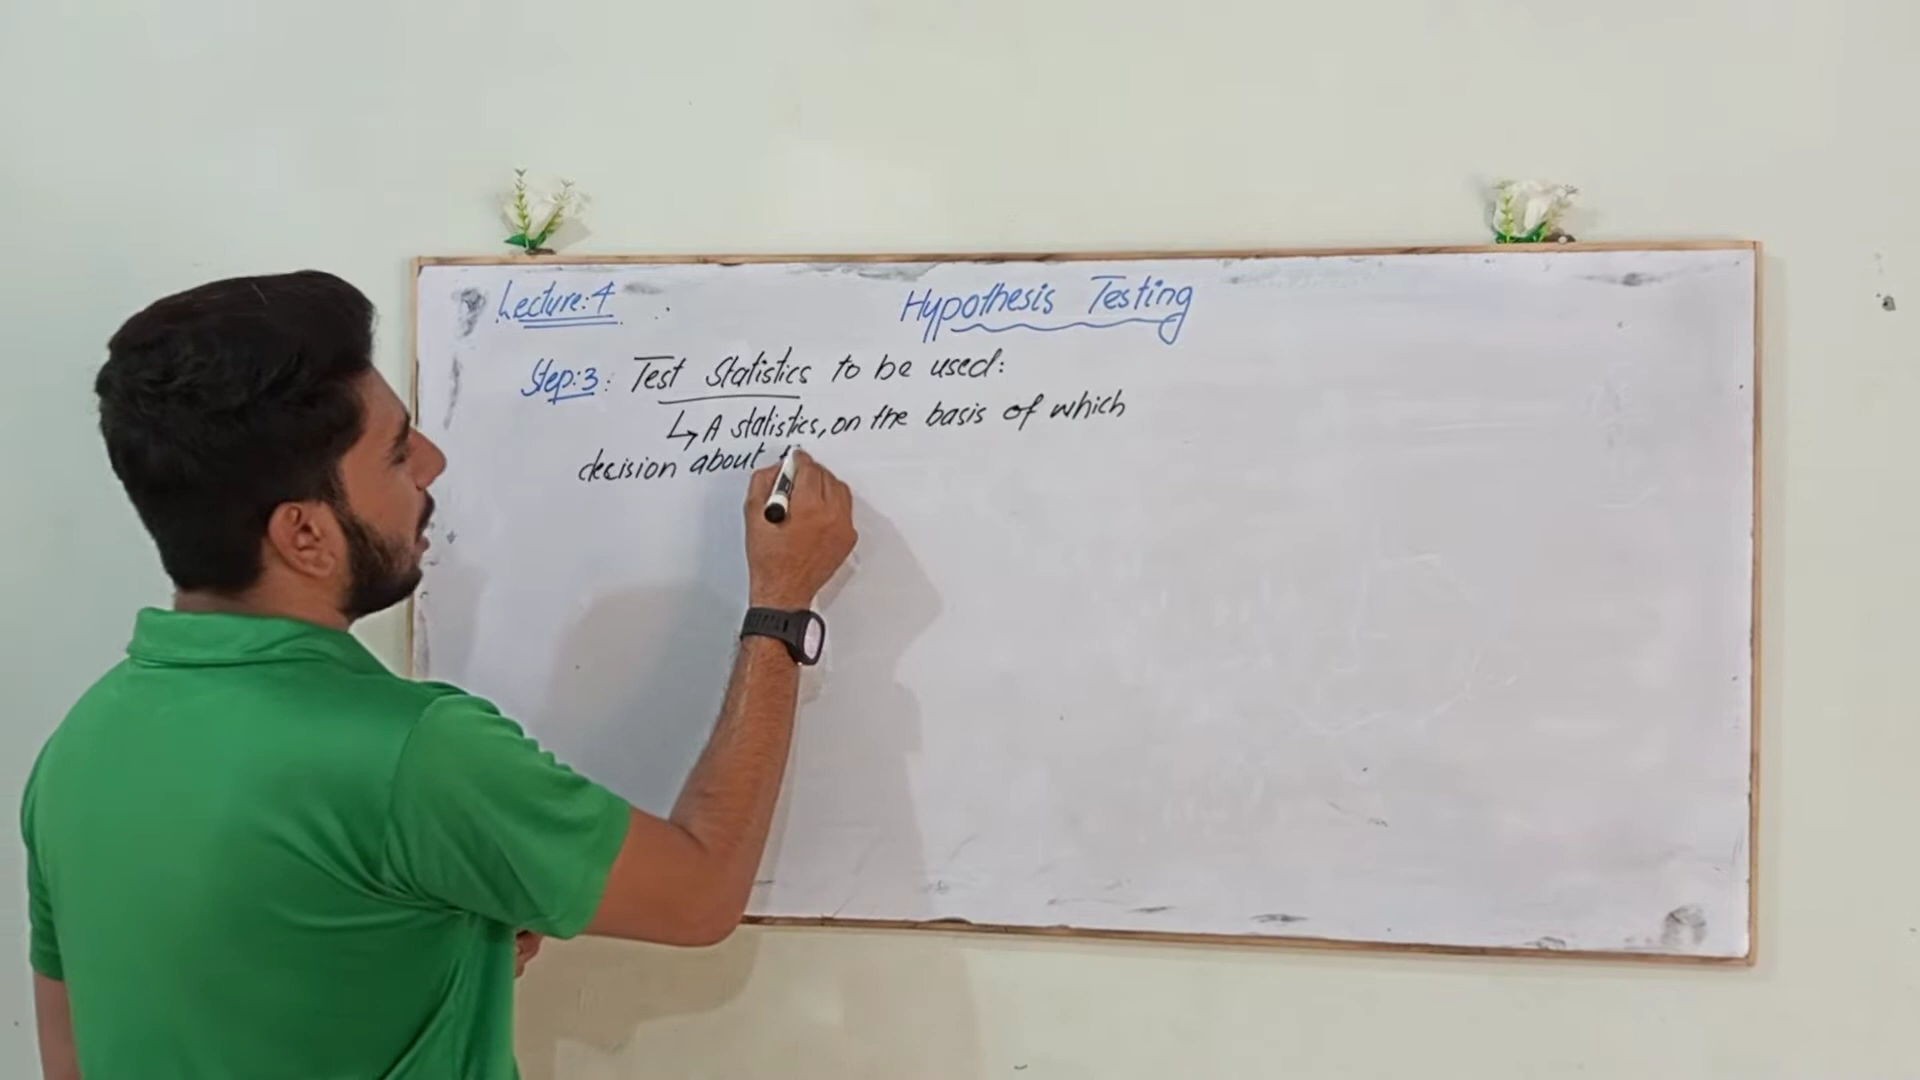 Lecture:4
Hypothesis Testing
Step:3: Test Statistics to be used:
↳ A statistics, on the basis of which
decision about